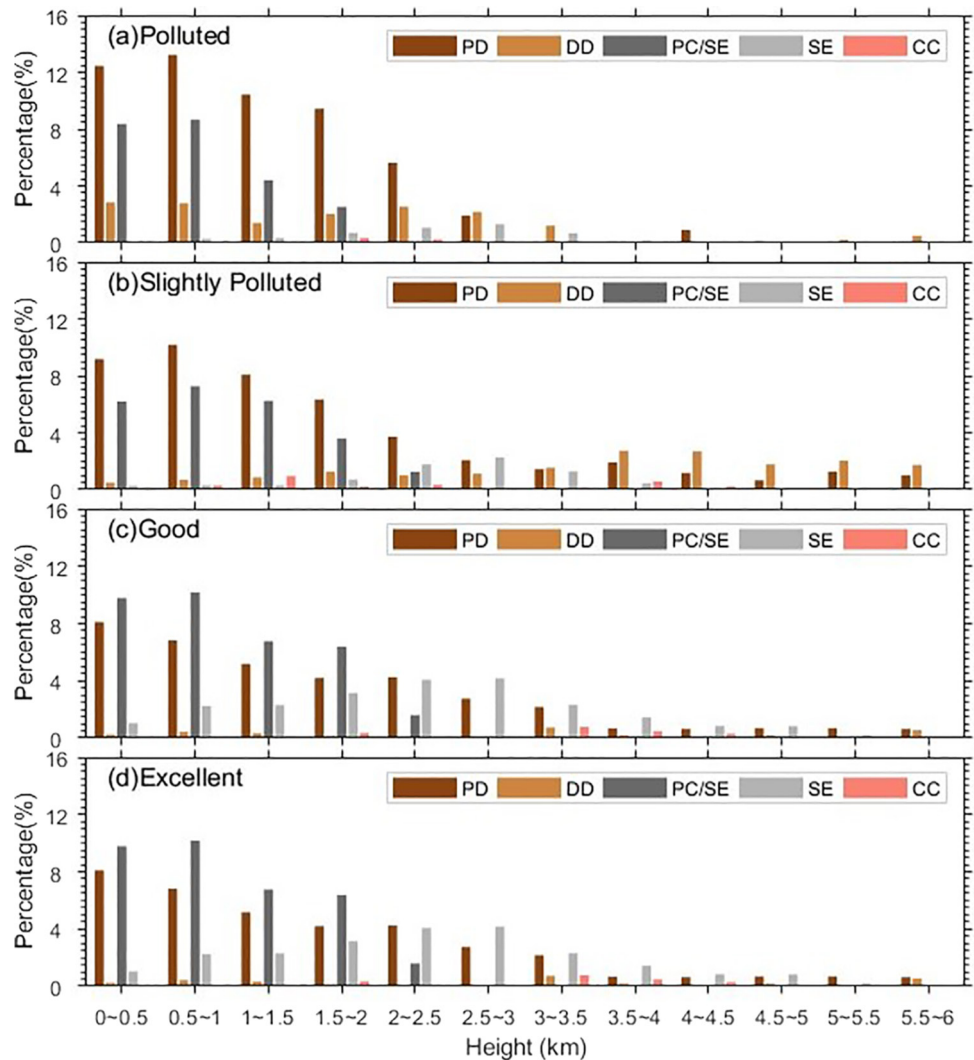 16
12
8
4
0
Percentage(%)
(a)Polluted
PD DD PC/SE SE CC
16
12
8
4
0
Percentage(%)
(b)Slightly Polluted
PD DD PC/SE SE CC
16
12
8
4
0
Percentage(%)
(c)Good
PD DD PC/SE SE CC
16
12
8
4
0
Percentage(%)
(d)Excellent
PD DD PC/SE SE CC
0~0.5 0.5~1 1~1.5 1.5~2 2~2.5 2.5~3 3~3.5 3.5~4 4~4.5 4.5~5 5~5.5 5.5~6
Height (km)